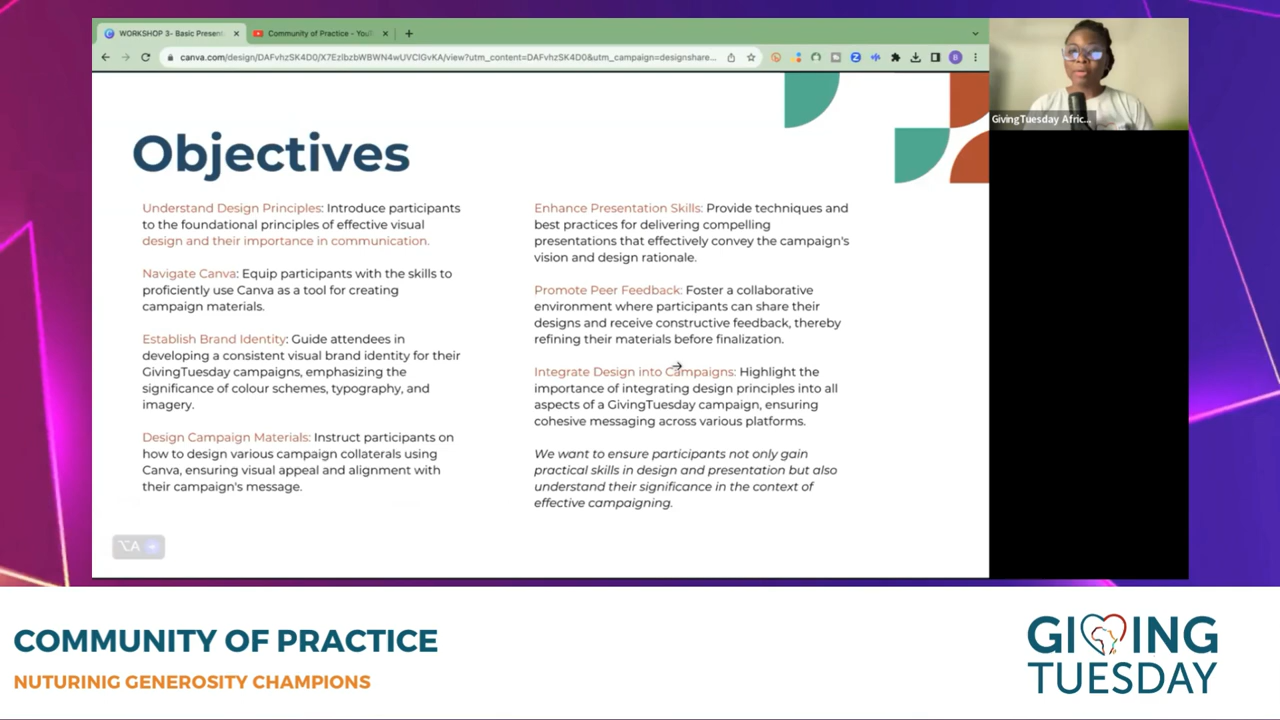 WORKSHOP 3- Basic Present
Community of Practice - YouT
canva.com/design/DAFvhzSK4D0/X7EzlbzbWBWN4wUVCIGvKA/view?utm_content=DAFvhzSK4D0&utm_campaign=designshare...
GivingTuesday Afric...
Objectives
Understand Design Principles: Introduce participants
to the foundational principles of effective visual
design and their importance in communication.
Navigate Canva: Equip participants with the skills to
proficiently use Canva as a tool for creating
campaign materials.
Establish Brand Identity: Guide attendees in
developing a consistent visual brand identity for their
GivingTuesday campaigns, emphasizing the
significance of colour schemes, typography, and
imagery.
Design Campaign Materials: Instruct participants on
how to design various campaign collaterals using
Canva, ensuring visual appeal and alignment with
their campaign's message.
Enhance Presentation Skills: Provide techniques and
best practices for delivering compelling
presentations that effectively convey the campaign's
vision and design rationale.
Promote Peer Feedback: Foster a collaborative
environment where participants can share their
designs and receive constructive feedback, thereby
refining their materials before finalization.
Integrate Design into Campaigns: Highlight the
importance of integrating design principles into all
aspects of a GivingTuesday campaign, ensuring
cohesive messaging across various platforms.
We want to ensure participants not only gain
practical skills in design and presentation but also
understand their significance in the context of
effective campaigning.
⌥A
COMMUNITY OF PRACTICE
NUTURINIG GENEROSITY CHAMPIONS
GIVING
TUESDAY